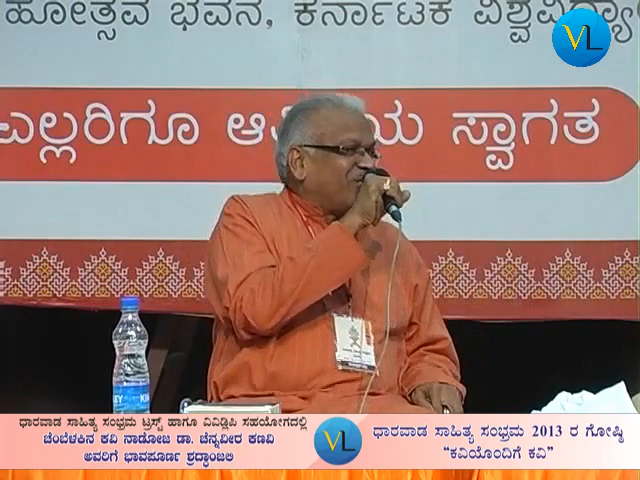 ಹೋತ್ಸವ ಭವನ, ಕರ್ನಾಟಕ
VL
ಎಲ್ಲರಿಗೂ ಸ್ವಾಗತ
ಧಾರವಾಡ ಸಾಹಿತ್ಯ ಸಂಭ್ರಮ ಟ್ರಸ್ಟ್ ಹಾಗೂ ವಿವಿಡ್ಲಿಪಿ ಸಹಯೋಗದಲ್ಲಿ
ಚೆಂಬೆಳಕಿನ ಕವಿ ನಾಡೋಜ ಡಾ. ಚೆನ್ನವೀರ ಕಣವಿ
ಅವರಿಗೆ ಭಾವಪೂರ್ಣ ಶ್ರದ್ಧಾಂಜಲಿ
VL
ಧಾರವಾಡ ಸಾಹಿತ್ಯ ಸಂಭ್ರಮ 2013 ರ ಗೋಷ್ಠಿ
“ಕವಿಯೊಂದಿಗೆ ಕವಿ”